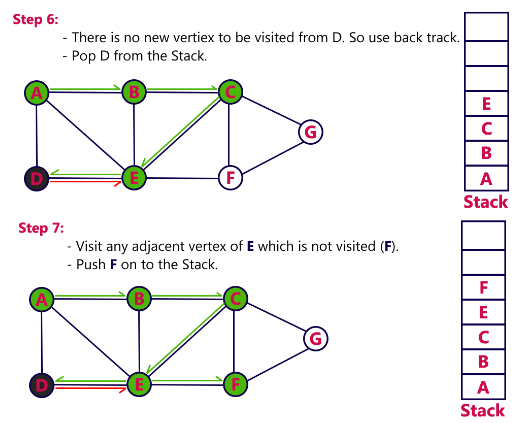 Step 6:
- There is no new vertiex to be visited from D. So use back track.
- Pop D from the Stack.
A B C
G
D E F
E
C
B
A
Stack
Step 7:
- Visit any adjacent vertex of E which is not visited (F).
- Push F on to the Stack.
A B C
G
D E F
F
E
C
B
A
Stack